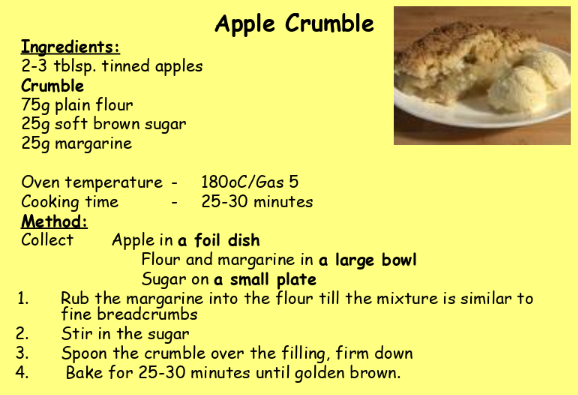 Apple Crumble
Ingredients:
2-3 tblsp. tinned apples
Crumble
75g plain flour
25g soft brown sugar
25g margarine
Oven temperature - 180oC/Gas 5
Cooking time - 25-30 minutes
Method:
Collect Apple in a foil dish
Flour and margarine in a large bowl
Sugar on a small plate
1. Rub the margarine into the flour till the mixture is similar to
fine breadcrumbs
2. Stir in the sugar
3. Spoon the crumble over the filling, firm down
4. Bake for 25-30 minutes until golden brown.